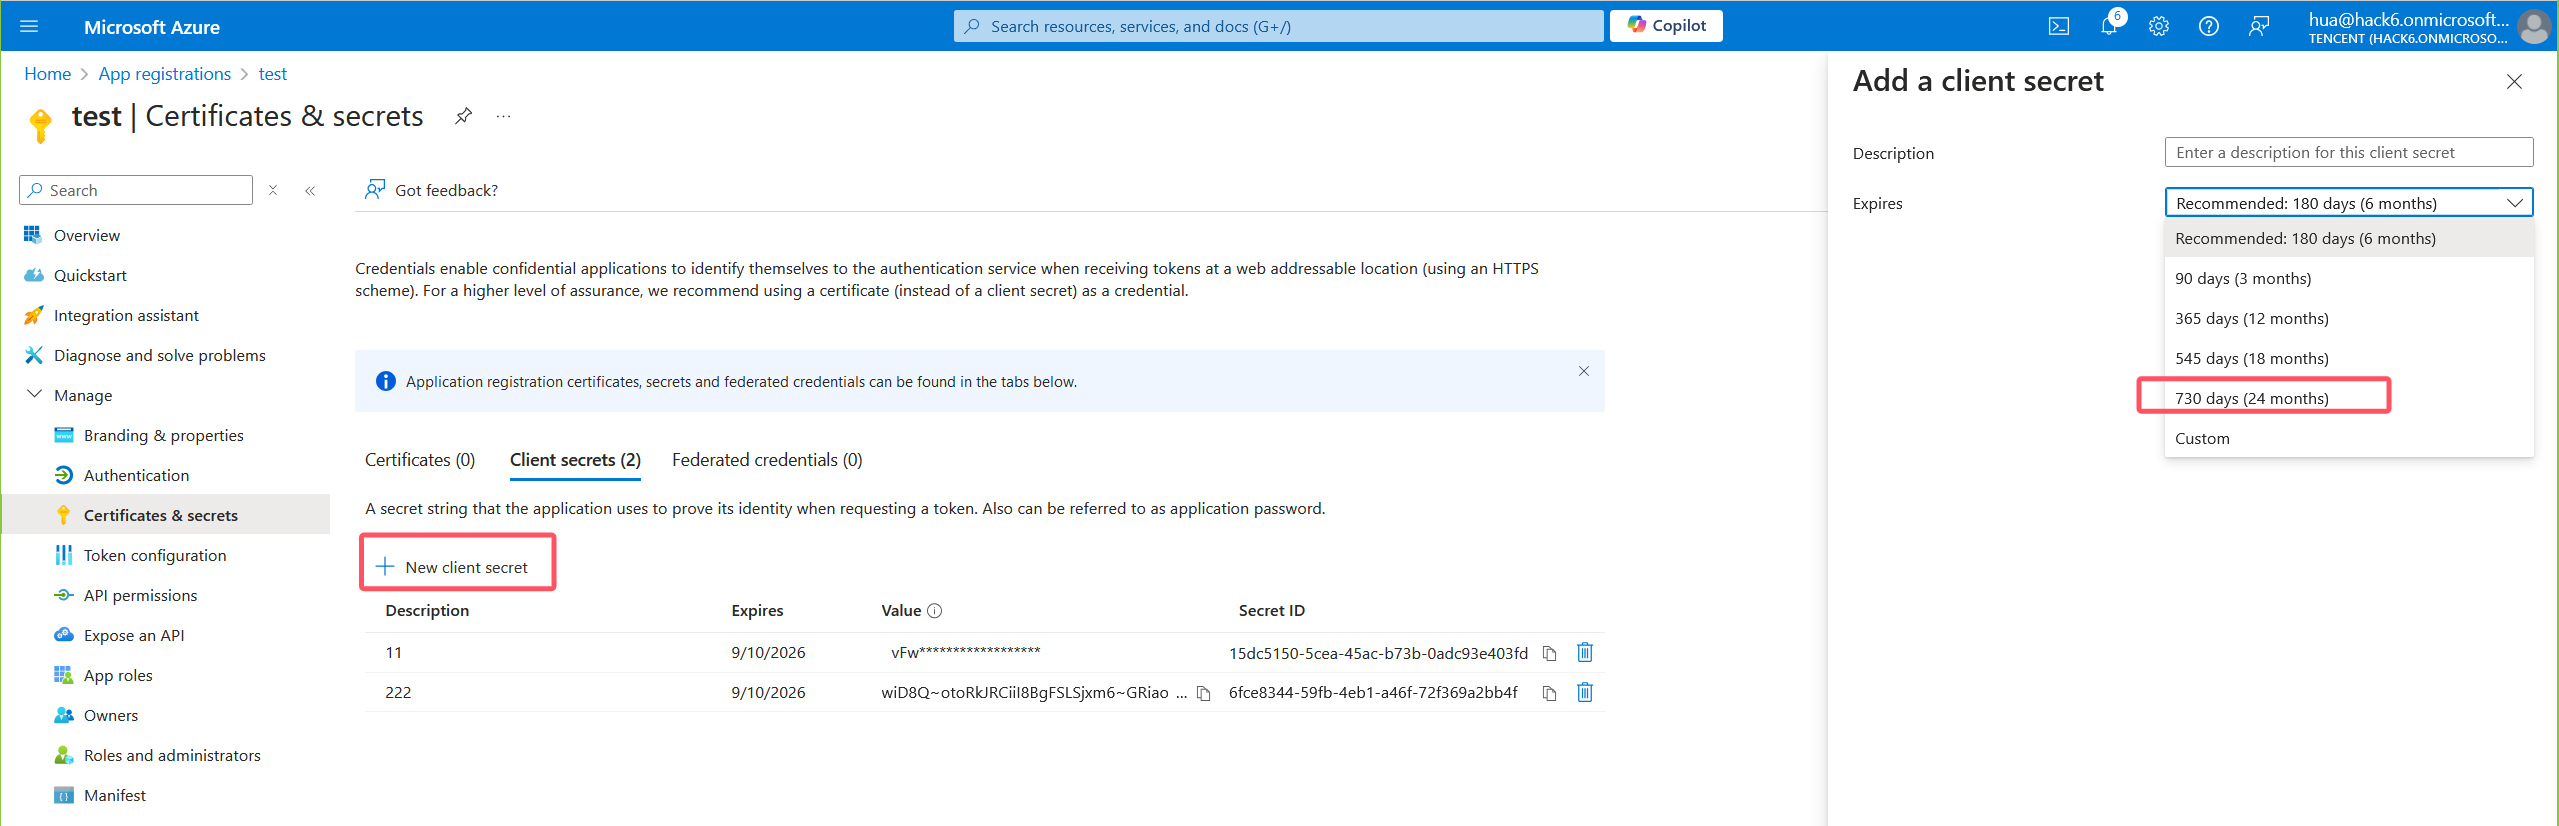 Microsoft Azure
Search resources, services, and docs (G+/)
Copilot
6
hua@hack6.onmicrosoft...
TENCENT (HACK6.ONMICROSO...
Home > App registrations > test
test | Certificates & secrets
...
Search
Overview
Quickstart
Integration assistant
Diagnose and solve problems
Manage
Branding & properties
Authentication
Certificates & secrets
Token configuration
API permissions
Expose an API
App roles
Owners
Roles and administrators
Manifest
Got feedback?
Credentials enable confidential applications to identify themselves to the authentication service when receiving tokens at a web addressable location (using an HTTPS
scheme). For a higher level of assurance, we recommend using a certificate (instead of a client secret) as a credential.
Application registration certificates, secrets and federated credentials can be found in the tabs below.
Certificates (0) Client secrets (2) Federated credentials (0)
A secret string that the application uses to prove its identity when requesting a token. Also can be referred to as application password.
New client secret
Description Expires Value Secret ID
11 9/10/2026 vFw****************** 15dc5150-5cea-45ac-b73b-0adc93e403fd
222 9/10/2026 wiD8Q~otoRkJRCiiI8BgFSLSjxm6~GRiao ... 6fce8344-59fb-4eb1-a46f-72f369a2bb4f
Add a client secret
Description
Enter a description for this client secret
Expires
Recommended: 180 days (6 months)
Recommended: 180 days (6 months)
90 days (3 months)
365 days (12 months)
545 days (18 months)
730 days (24 months)
Custom